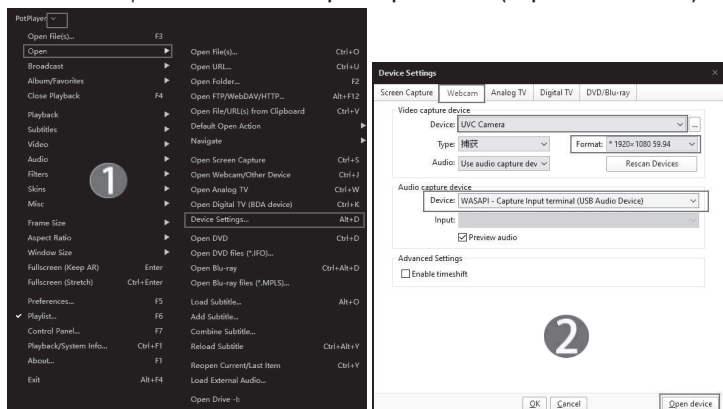 PotPlayer
Open File(s)... F3
Open
Broadcast
Album/Favorites
Close Playback F4
Playback
Subtitles
Video
Audio
Filters
Skins
Misc
Frame Size
Aspect Ratio
Window Size
Fullscreen (Keep AR) Enter
Fullscreen (Stretch) Ctrl+Enter
Preferences... F5
Playlist... F6
Control Panel... F7
Playback/System Info... Ctrl+F1
About... F1
Exit Alt+F4
1
Open File(s)... Ctrl+O
Open URL... Ctrl+U
Open Folder... F2
Open FTP/WebDAV/HTTP... Alt+F12
Open File/URL(s) from Clipboard Ctrl+V
Default Open Action
Navigate
Open Screen Capture Ctrl+S
Open Webcam/Other Device Ctrl+J
Open Analog TV Ctrl+W
Open Digital TV (BDA device) Ctrl+K
Device Settings... Alt+D
Open DVD Ctrl+D
Open DVD files (*.IFO)...
Open Blu-ray Ctrl+Alt+D
Open Blu-ray files (*.MPLS)...
Load Subtitle... Alt+O
Add Subtitle...
Combine Subtitle...
Reload Subtitle Ctrl+Alt+Y
Reopen Current/Last Item Ctrl+Y
Load External Audio...
Open Drive -I:
Device Settings
Screen Capture Webcam Analog TV Digital TV DVD/Blu-ray
Video capture device
Device: UVC Camera ...
Type: 捕获 Format: * 1920×1080 59.94
Audio: Use audio capture dev Rescan Devices
Audio capture device
Device: WASAPI - Capture Input terminal (USB Audio Device)
Input:
Preview audio
Advanced Settings
Enable timeshift
2
OK Cancel Open device